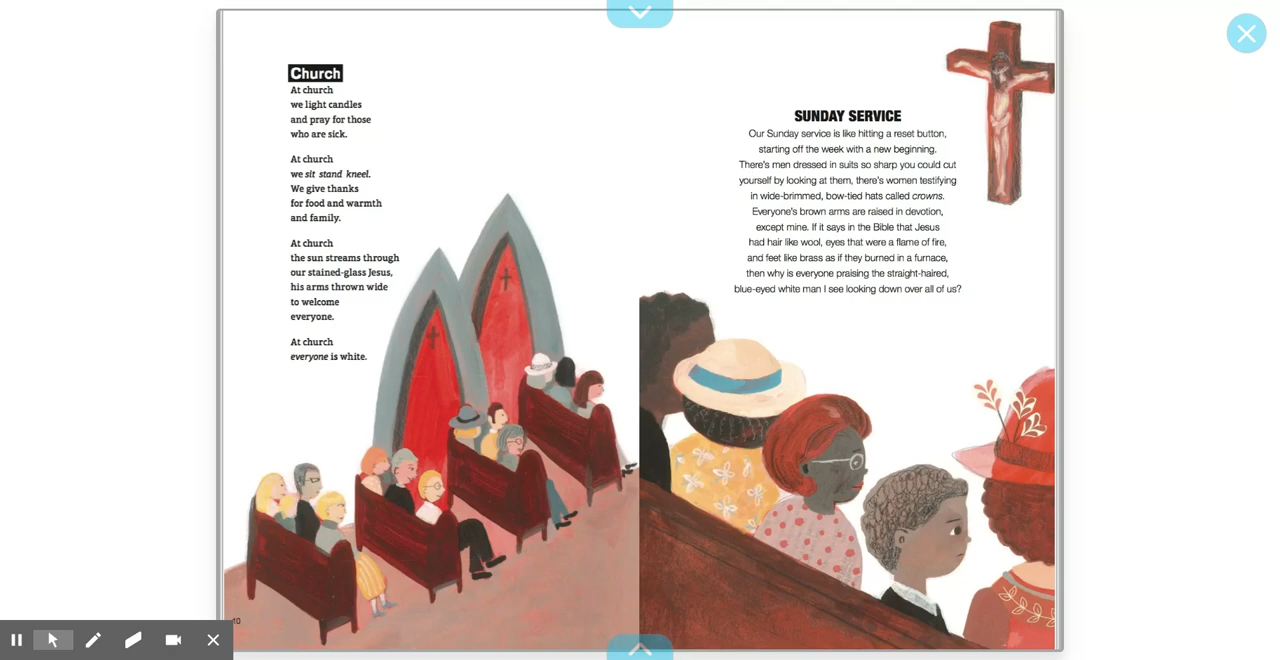 Church
At church
we light candles
and pray for those
who are sick.
At church
we sit stand kneel.
We give thanks
for food and warmth
and family.
At church
the sun streams through
our stained-glass Jesus,
his arms thrown wide
to welcome
everyone.
At church
everyone is white.
10
SUNDAY SERVICE
Our Sunday service is like hitting a reset button,
starting off the week with a new beginning.
There's men dressed in suits so sharp you could cut
yourself by looking at them, there's women testifying
in wide-brimmed, bow-tied hats called crowns.
Everyone's brown arms are raised in devotion,
except mine. If it says in the Bible that Jesus
had hair like wool, eyes that were a flame of fire,
and feet like brass as if they burned in a furnace,
then why is everyone praising the straight-haired,
blue-eyed white man I see looking down over all of us?